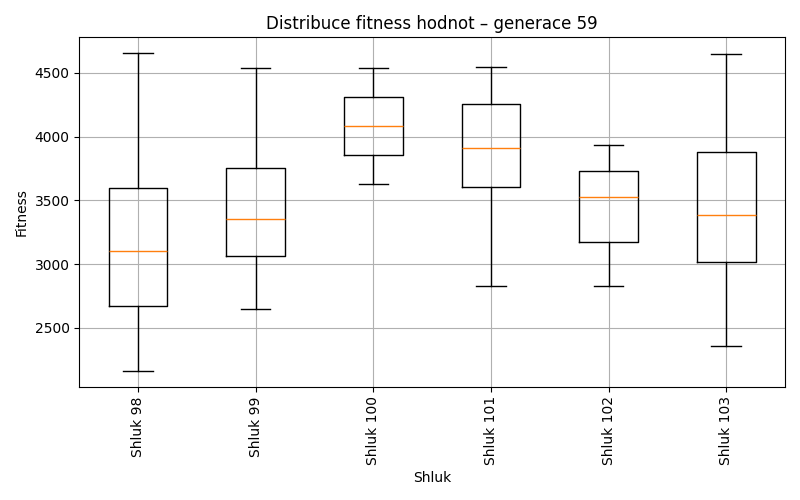 Distribuce fitness hodnot – generace 59
Fitness
4500
4000
3500
3000
2500
Shluk 98
Shluk 99
Shluk 100
Shluk 101
Shluk 102
Shluk 103
Shluk